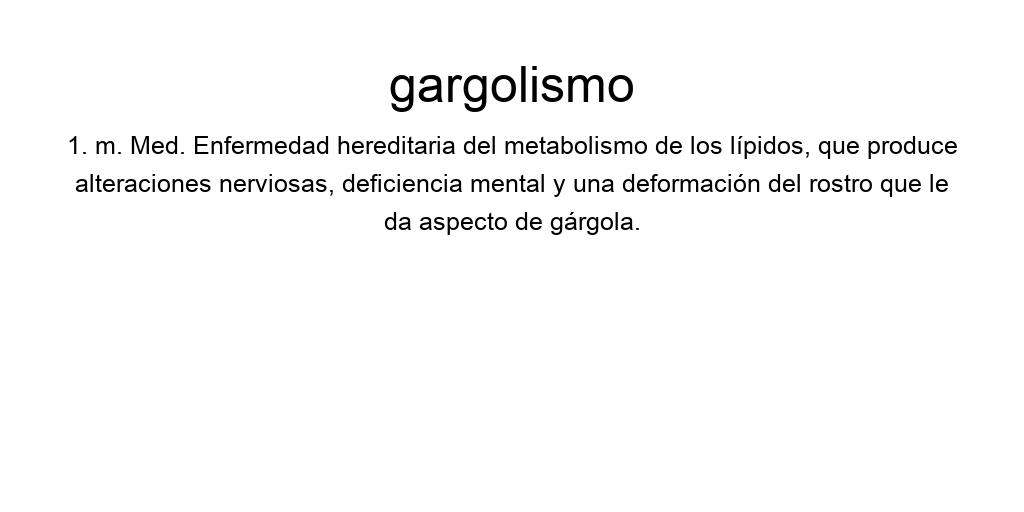 gargolismo
1. m. Med. Enfermedad hereditaria del metabolismo de los lípidos, que produce
alteraciones nerviosas, deficiencia mental y una deformación del rostro que le
da aspecto de gárgola.